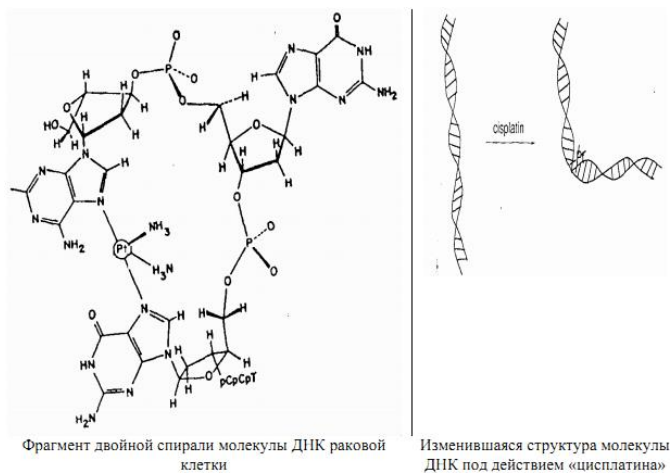 O
NH
N
N
N
N
NH₂
H
O
P
O
O
O
H
H
H
H
H
HO
H
H
N
N
N
N
NH₂
NH₃
Pt
H₃N
O
P
O
O
O
H
H
O
N
N
H
HN
N
N
H₂N
H
H
H
O
pCpCpT
cisplatin
Pt
Фрагмент двойной спирали молекулы ДНК раковой
клетки
Изменившаяся структура молекулы
ДНК под действием «цисплатина»